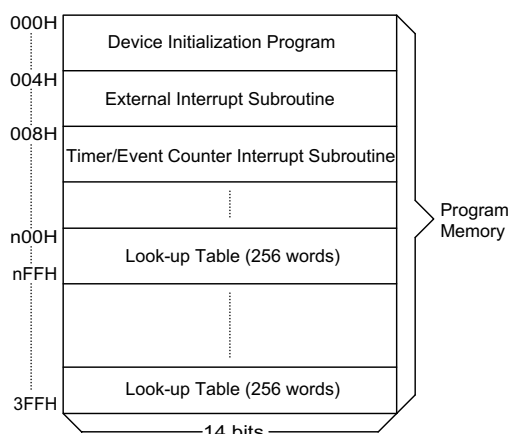 000H
Device Initialization Program
004H
External Interrupt Subroutine
008H
Timer/Event Counter Interrupt Subroutine
n00H
Look-up Table (256 words)
nFFH
Program
Memory
Look-up Table (256 words)
3FFH
14 bits